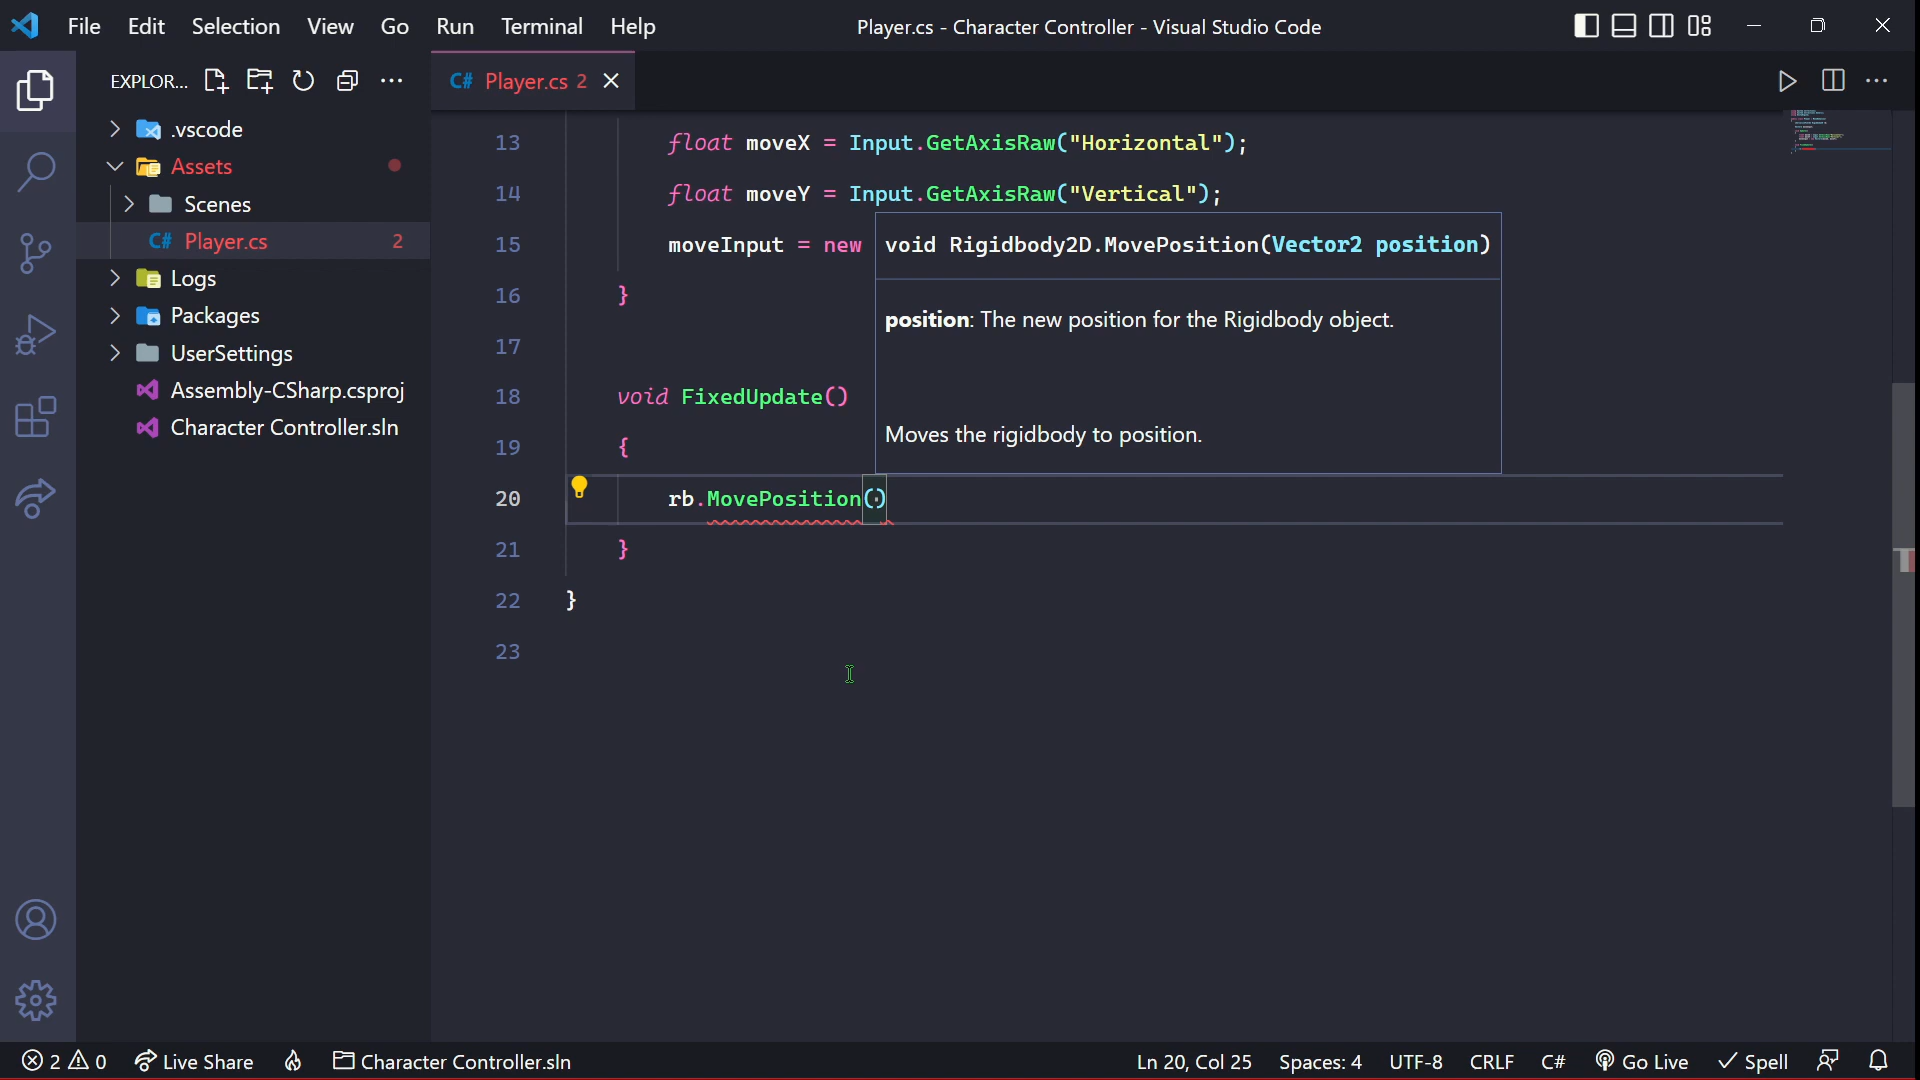 File Edit Selection View Go Run Terminal Help
Player.cs - Character Controller - Visual Studio Code
EXPLOR...
C# Player.cs 2
.vscode
Assets
Scenes
C# Player.cs 2
Logs
Packages
UserSettings
Assembly-CSharp.csproj
Character Controller.sln
13 float moveX = Input.GetAxisRaw("Horizontal");
14 float moveY = Input.GetAxisRaw("Vertical");
15 moveInput = new
void Rigidbody2D.MovePosition(Vector2 position)
16 }
position: The new position for the Rigidbody object.
17
18 void FixedUpdate()
Moves the rigidbody to position.
19 {
20 rb.MovePosition()
21 }
22 }
23
2 0 Live Share Character Controller.sln Ln 20, Col 25 Spaces: 4 UTF-8 CRLF C# Go Live Spell